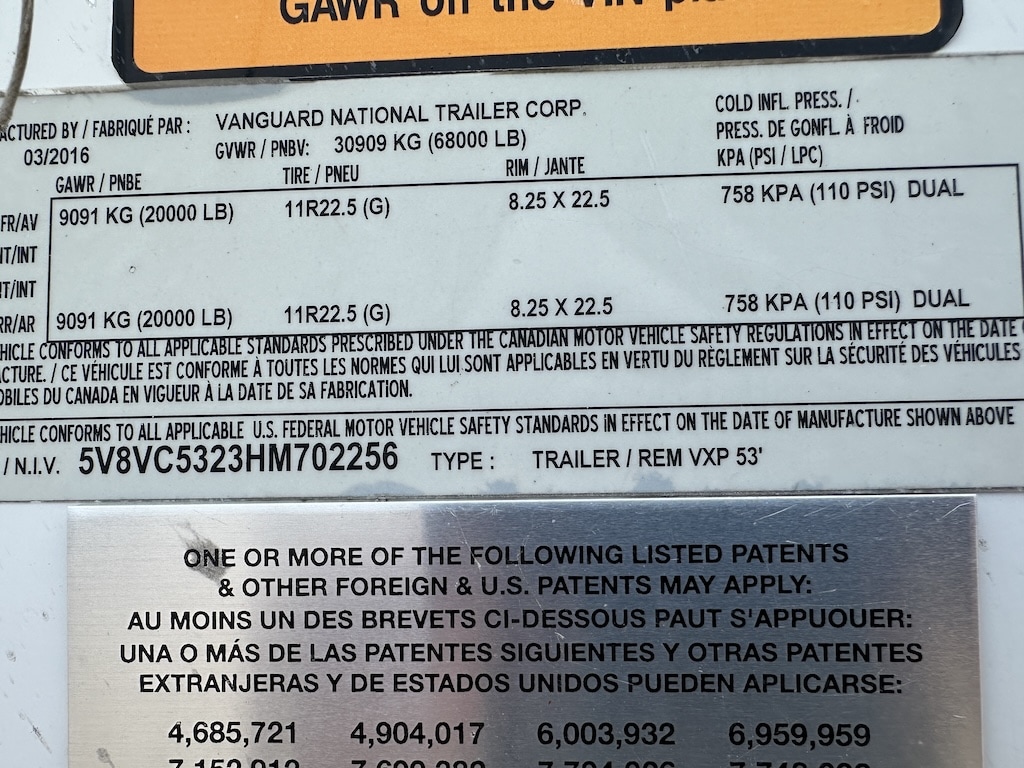 GAWR on the VIN
ACTURED BY / FABRIQUÉ PAR : VANGUARD NATIONAL TRAILER CORP. COLD INFL. PRESS. /
03/2016 GVWR / PNBV: 30909 KG (68000 LB) PRESS. DE GONFL. À FROID
GAWR / PNBE TIRE / PNEU RIM / JANTE KPA (PSI / LPC)
FR/AV 9091 KG (20000 LB) 11R22.5 (G) 8.25 X 22.5 758 KPA (110 PSI) DUAL
NT/INT
NT/INT
RR/AR 9091 KG (20000 LB) 11R22.5 (G) 8.25 X 22.5 758 KPA (110 PSI) DUAL
HICLE CONFORMS TO ALL APPLICABLE STANDARDS PRESCRIBED UNDER THE CANADIAN MOTOR VEHICLE SAFETY REGULATIONS IN EFFECT ON THE DATE
ACTURE. / CE VÉHICULE EST CONFORME À TOUTES LES NORMES QUI LUI SONT APPLICABLES EN VERTU DU RÈGLEMENT SUR LA SÉCURITÉ DES VÉHICULES
OBILES DU CANADA EN VIGUEUR À LA DATE DE SA FABRICATION.
HICLE CONFORMS TO ALL APPLICABLE U.S. FEDERAL MOTOR VEHICLE SAFETY STANDARDS IN EFFECT ON THE DATE OF MANUFACTURE SHOWN ABOVE
/ N.I.V. 5V8VC5323HM702256 TYPE : TRAILER / REM VXP 53'
ONE OR MORE OF THE FOLLOWING LISTED PATENTS
& OTHER FOREIGN & U.S. PATENTS MAY APPLY:
AU MOINS UN DES BREVETS CI-DESSOUS PAUT S'APPUOUER:
UNA O MÁS DE LAS PATENTES SIGUIENTES Y OTRAS PATENTES
EXTRANJERAS Y DE ESTADOS UNIDOS PUEDEN APLICARSE:
4,685,721 4,904,017 6,003,932 6,959,959